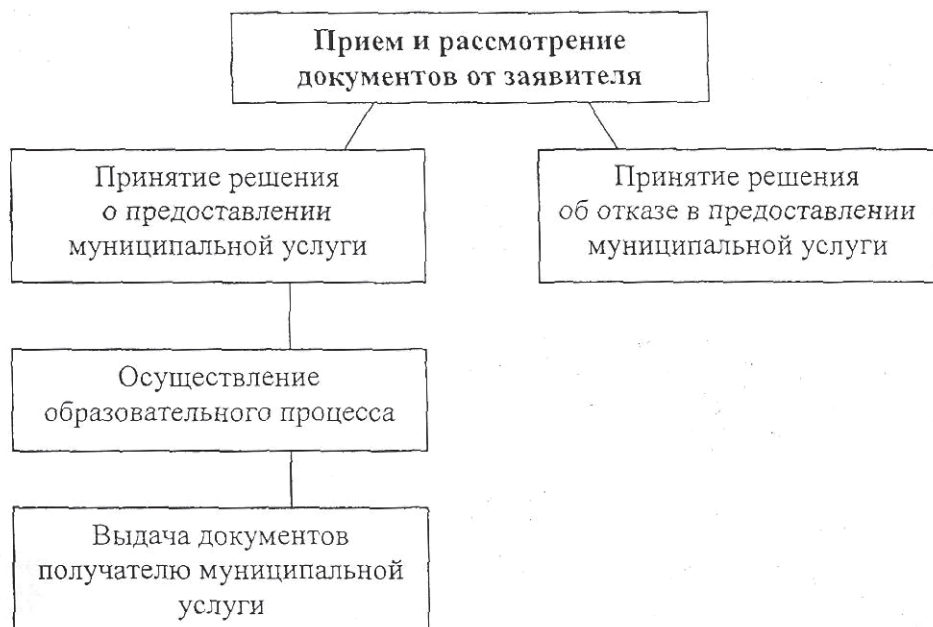 Прием и рассмотрение
документов от заявителя
Принятие решения
о предоставлении
муниципальной услуги
Принятие решения
об отказе в предоставлении
муниципальной услуги
Осуществление
образовательного процесса
Выдача документов
получателю муниципальной
услуги